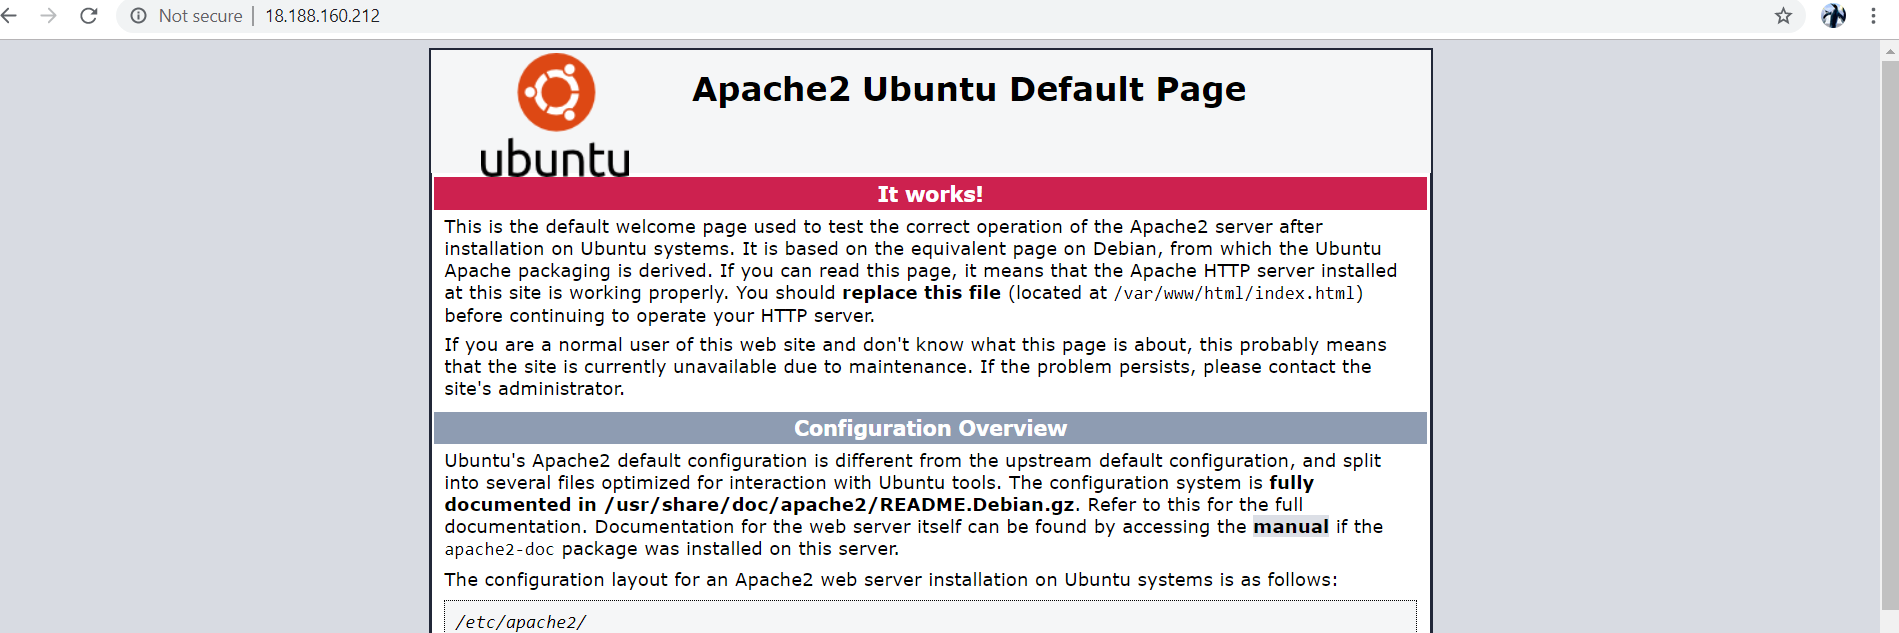 Not secure | 18.188.160.212
Apache2 Ubuntu Default Page
ubuntu
It works!
This is the default welcome page used to test the correct operation of the Apache2 server after
installation on Ubuntu systems. It is based on the equivalent page on Debian, from which the Ubuntu
Apache packaging is derived. If you can read this page, it means that the Apache HTTP server installed
at this site is working properly. You should replace this file (located at /var/www/html/index.html)
before continuing to operate your HTTP server.
If you are a normal user of this web site and don't know what this page is about, this probably means
that the site is currently unavailable due to maintenance. If the problem persists, please contact the
site's administrator.
Configuration Overview
Ubuntu's Apache2 default configuration is different from the upstream default configuration, and split
into several files optimized for interaction with Ubuntu tools. The configuration system is fully
documented in /usr/share/doc/apache2/README.Debian.gz. Refer to this for the full
documentation. Documentation for the web server itself can be found by accessing the manual if the
apache2-doc package was installed on this server.
The configuration layout for an Apache2 web server installation on Ubuntu systems is as follows:
/etc/apache2/